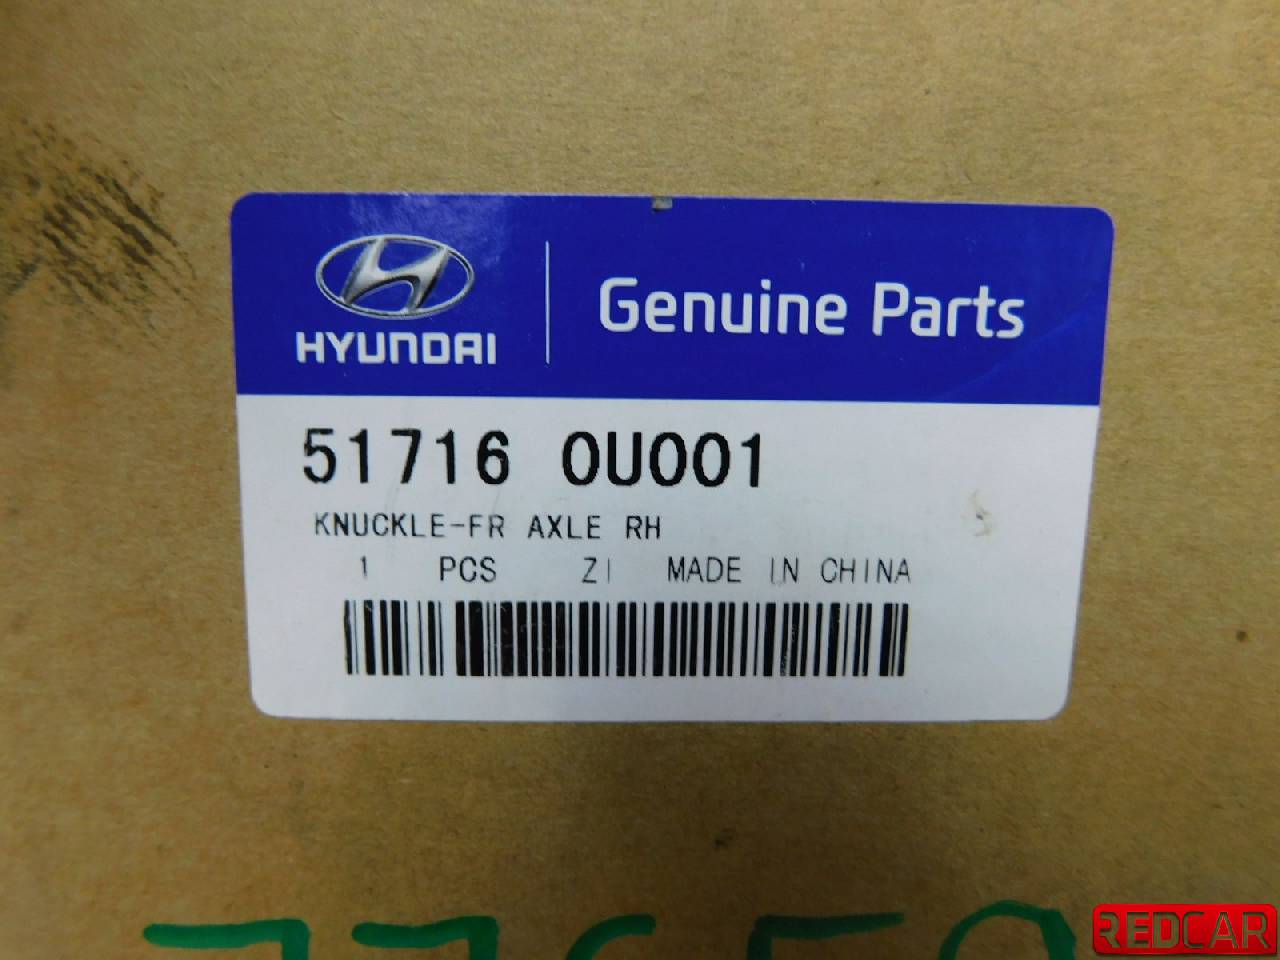 HYUNDAI
Genuine Parts
51716 0U001
KNUCKLE-FR AXLE RH
1 PCS ZI MADE IN CHINA
REDCAR